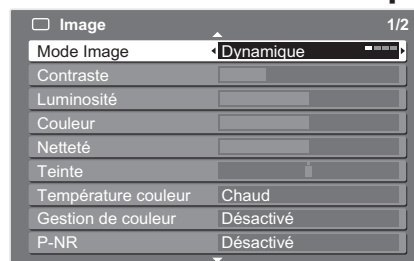 Image 1/2
Mode Image Dynamique
Contraste
Luminosité
Couleur
Netteté
Teinte
Température couleur Chaud
Gestion de couleur Désactivé
P-NR Désactivé